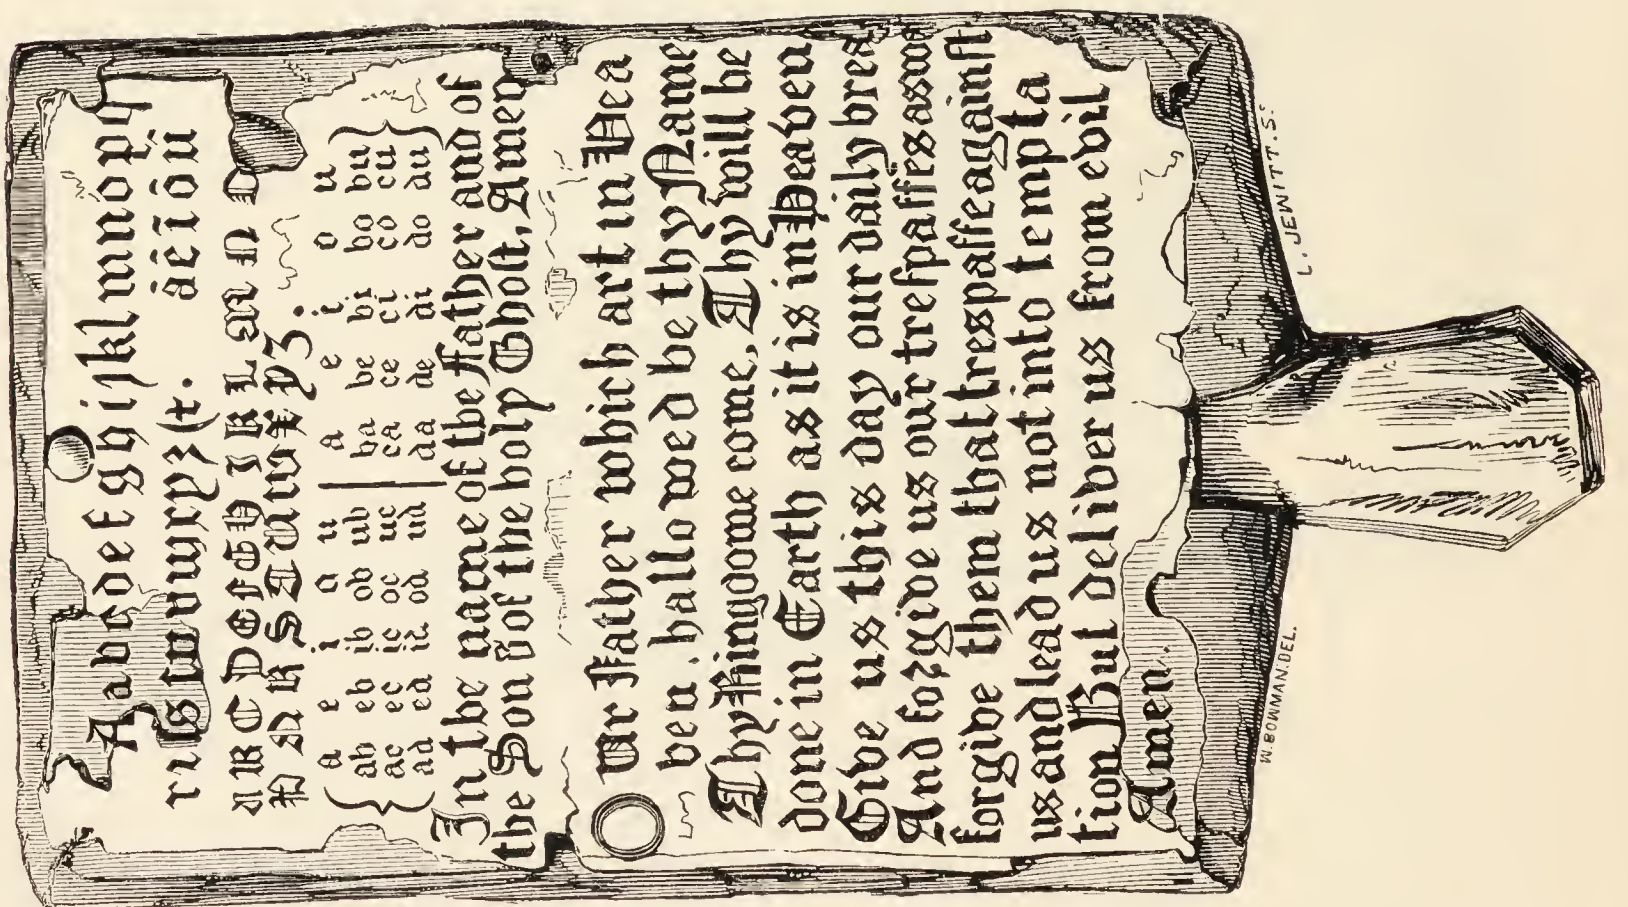 A a b c d e f g h i j k l m n o p q
r ı s ſ t v u w x y z &c. ã ẽ ĩ õ ũ
A B C D E F G H I K L M N O
P Q R S T U W X Y Z.
a e i o u a e i o u
ab eb ib ob ub ba be bi bo bu
ac ec ic oc uc ca ce ci co cu
ad ed id od ud da de di do du
In the name of the Father and of
the Son & of the holy Ghoſt, Amen
Our Father which art in Hea
ven, hallowed be thy Name
Thy Kingdome come, Thy will be
done in Earth as it is in Heaven
Give us this day our daily brea
And forgive us our treſpaſſes as we
forgive them that treſpaſſe againſt
us and lead us not into tempta
tion But deliver us from evil
Amen.
W. BOWMAN. DEL.
L. JEWITT. S.